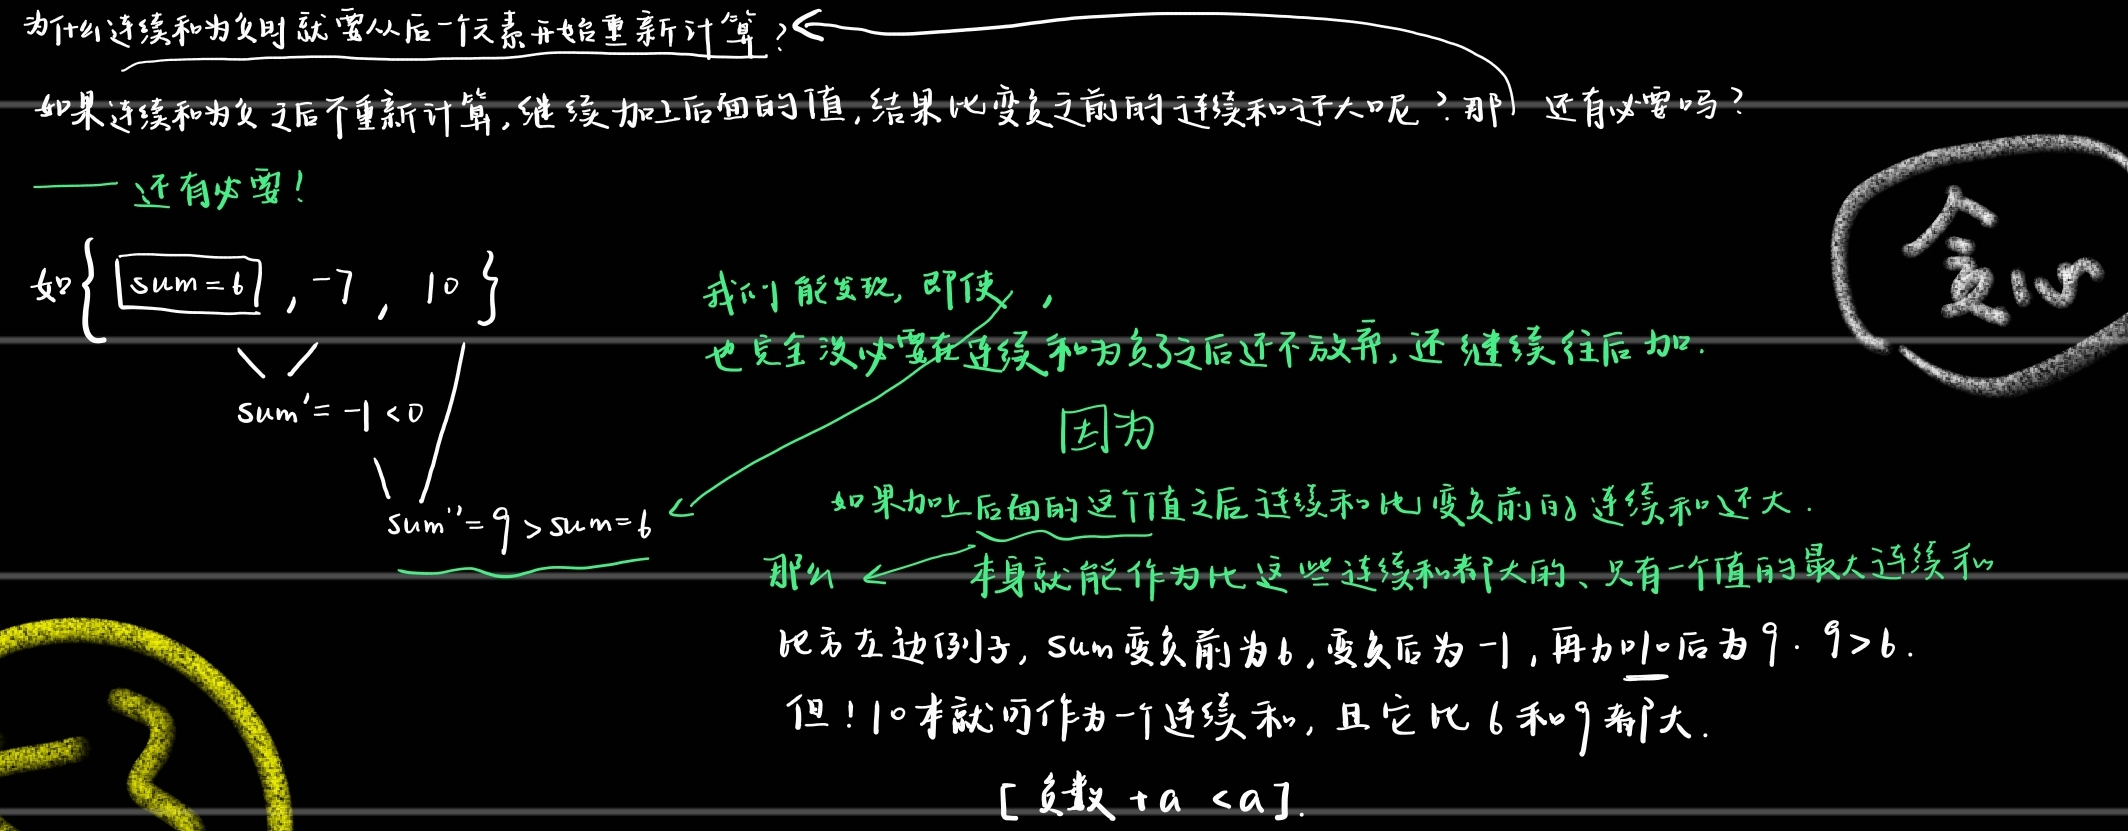 为什么连续和为负时就要从后一个元素开始重新计算?
如果连续和为负之后不重新计算,继续加上后面的值,结果比变负之前的连续和还大呢?那还有必要吗?
—— 还有必要!
贪心
如{ sum=6 , -7 , 10 }
我们能发现,即使 ,
也完全没必要在连续和为负了之后还不放弃,还继续往后加.
sum'= -1 <0
因为
sum''= 9 > sum=6
如果加上后面的这个值之后连续和比变负前的连续和还大.
那么 本身就能作为比这些连续和都大的、只有一个值的最大连续和
比方左边例子, sum变负前为6,变负后为-1,再加10后为9. 9>6.
但!10本就可作为一个连续和,且它比6和9都大.
[ 负数 +a <a].